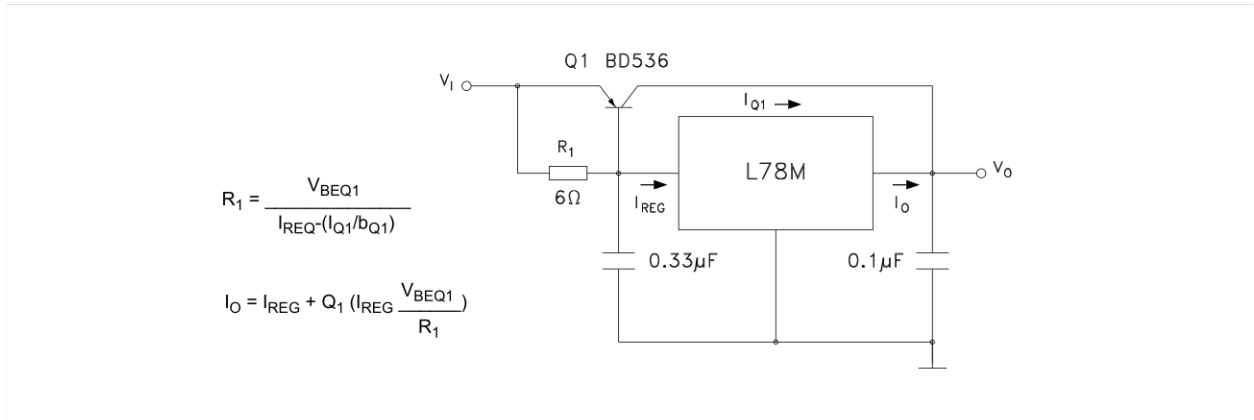 Q1 BD536
V_I
I_Q1
R_1
L78M
V_O
6Ω
I_REG
I_O
R_1 = V_BEQ1 / I_REQ-(I_Q1/b_Q1)
0.33µF
0.1µF
I_O = I_REG + Q_1 (I_REG V_BEQ1 / R_1)